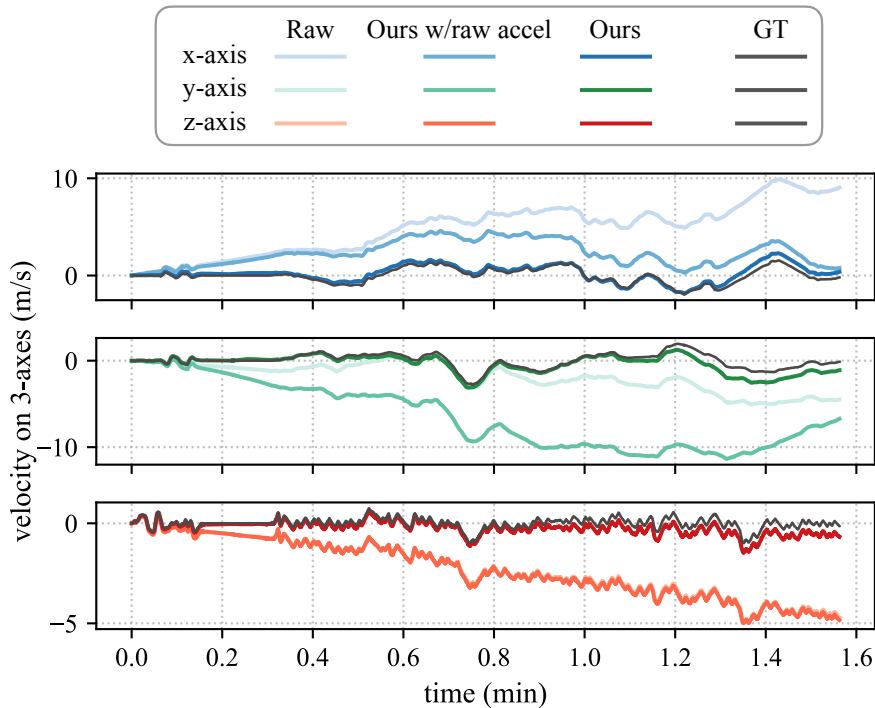 Raw Ours w/raw accel Ours GT
x-axis
y-axis
z-axis
velocity on 3-axes (m/s)
10
0
0
−10
0
−5
0.0 0.2 0.4 0.6 0.8 1.0 1.2 1.4 1.6
time (min)